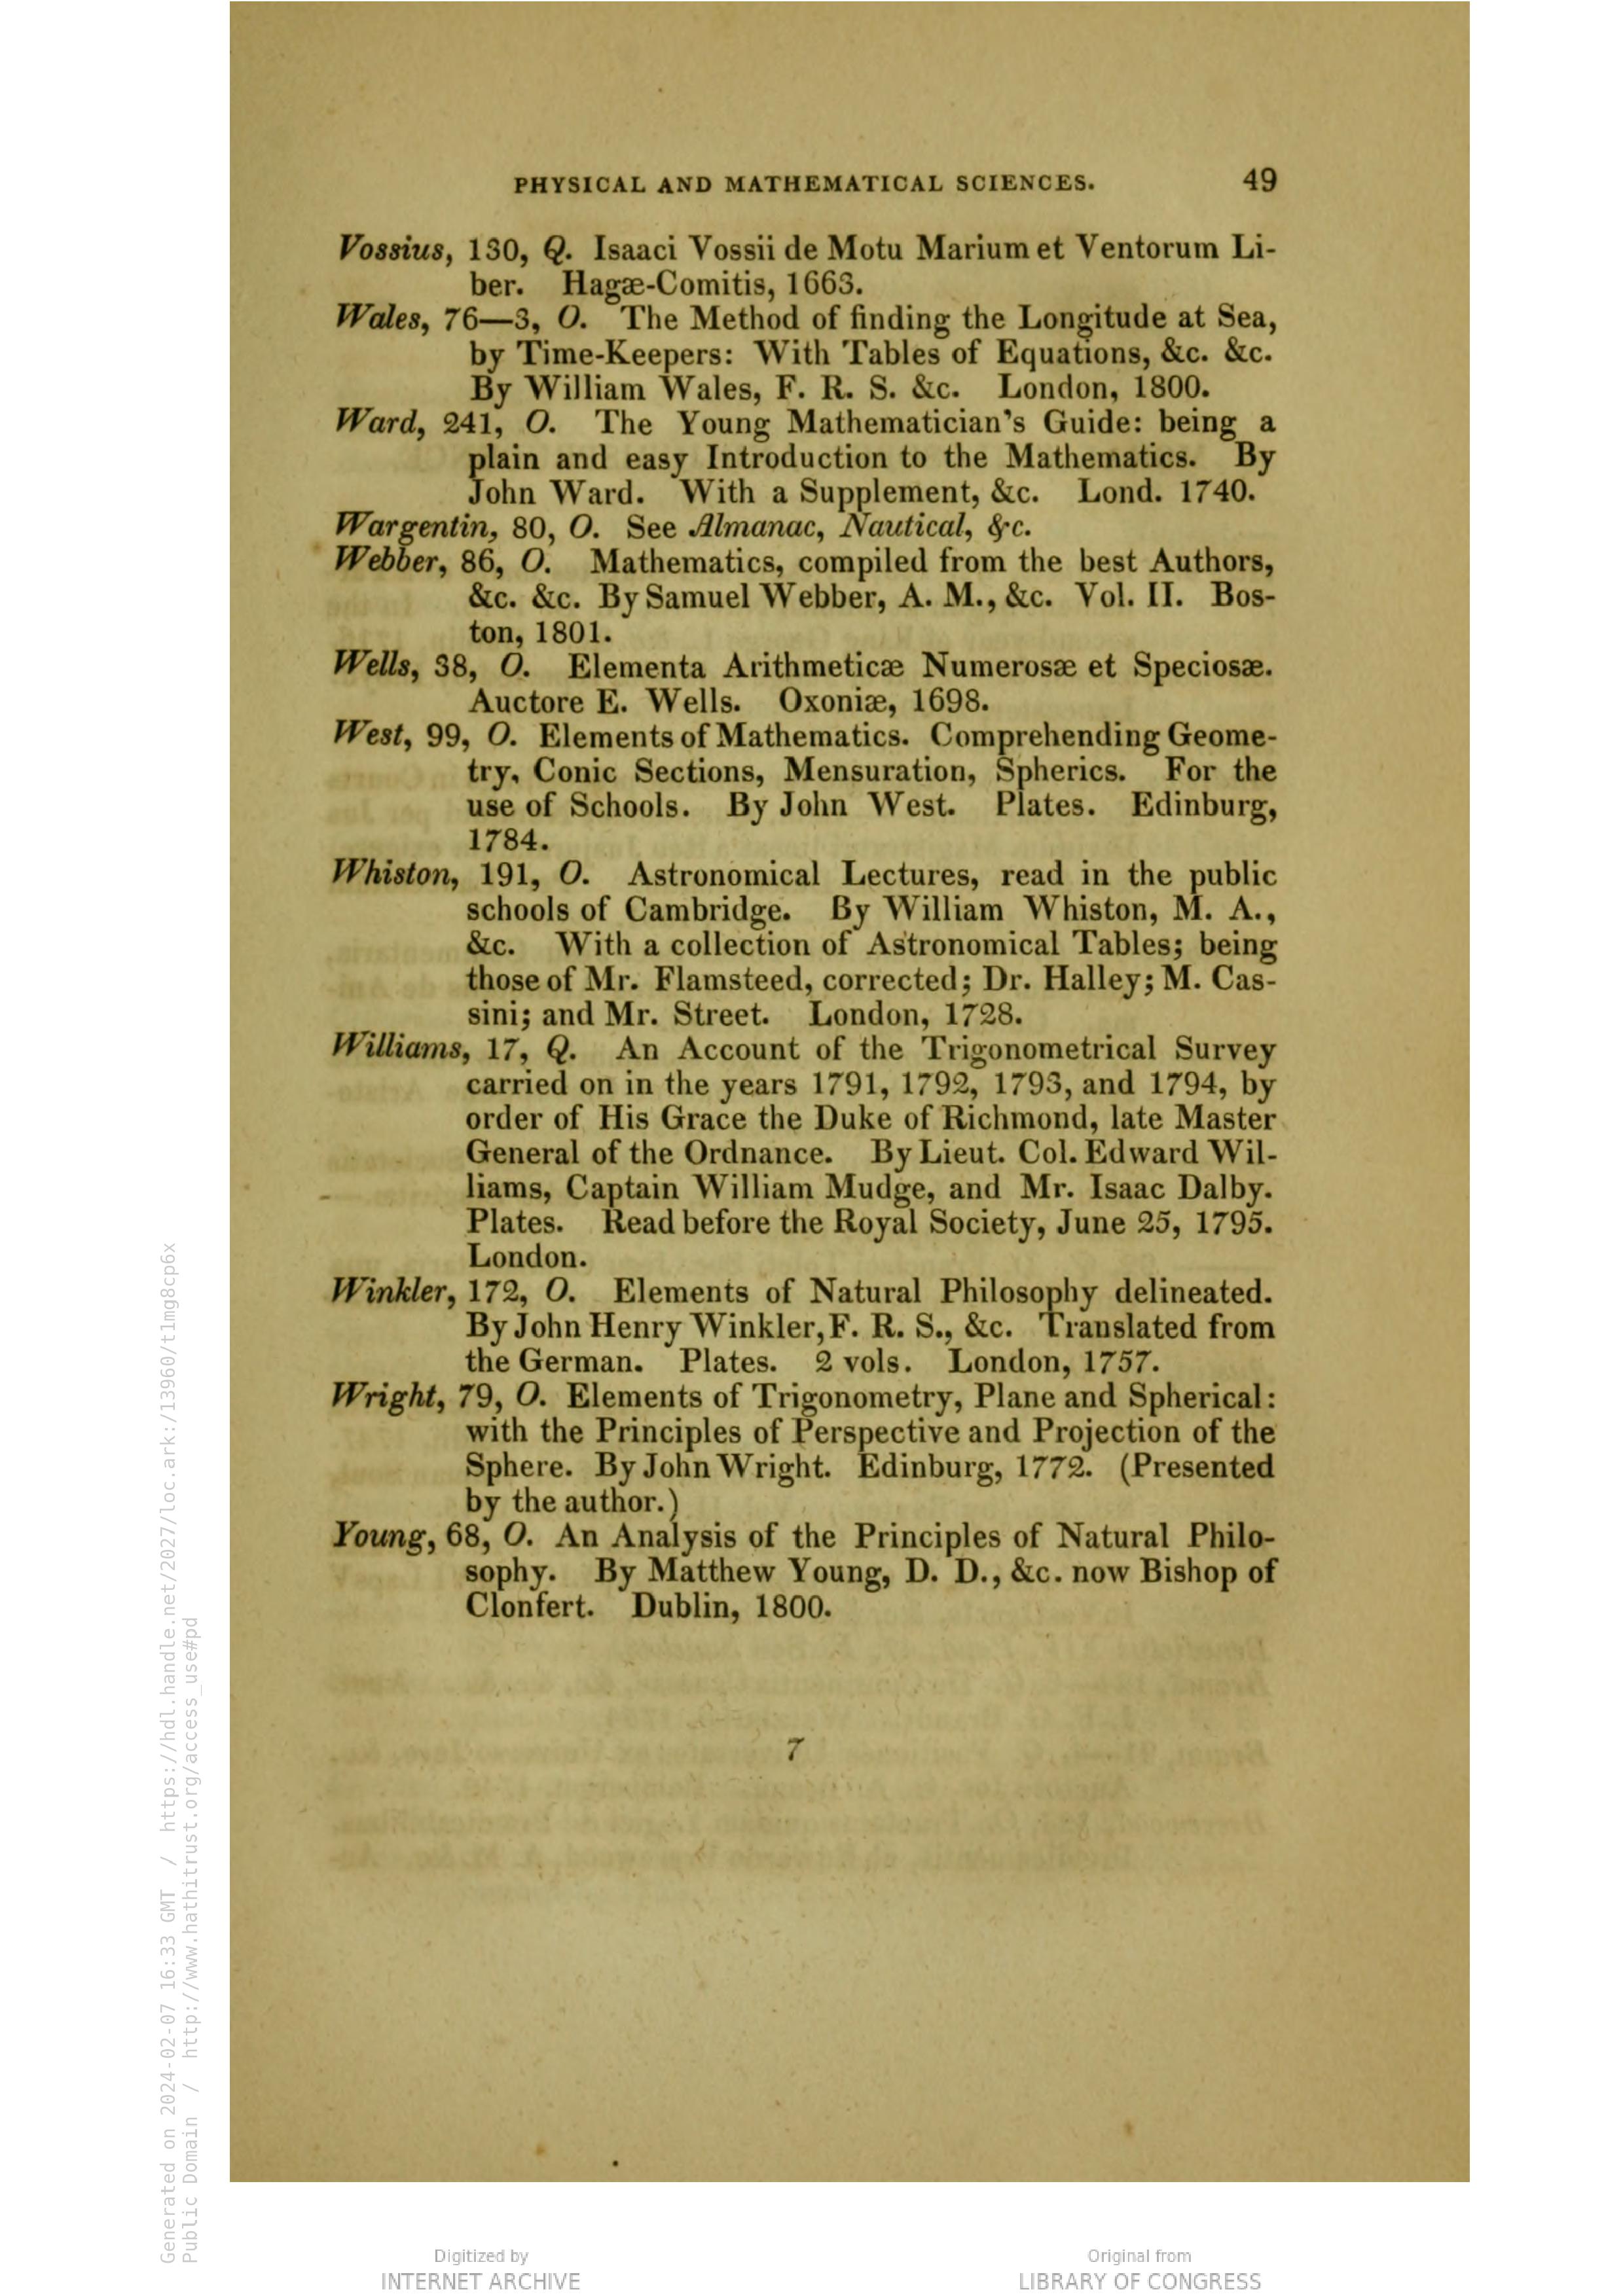 PHYSICAL AND MATHEMATICAL SCIENCES. 49
Vossius, 130, Q. Isaaci Vossii de Motu Marium et Ventorum Li-
ber. Hagæ-Comitis, 1663.
Wales, 76—3, O. The Method of finding the Longitude at Sea,
by Time-Keepers: With Tables of Equations, &c. &c.
By William Wales, F. R. S. &c. London, 1800.
Ward, 241, O. The Young Mathematician's Guide: being a
plain and easy Introduction to the Mathematics. By
John Ward. With a Supplement, &c. Lond. 1740.
Wargentin, 80, O. See Almanac, Nautical, &c.
Webber, 86, O. Mathematics, compiled from the best Authors,
&c. &c. By Samuel Webber, A. M., &c. Vol. II. Bos-
ton, 1801.
Wells, 38, O. Elementa Arithmeticæ Numerosæ et Speciosæ.
Auctore E. Wells. Oxoniæ, 1698.
West, 99, O. Elements of Mathematics. Comprehending Geome-
try, Conic Sections, Mensuration, Spherics. For the
use of Schools. By John West. Plates. Edinburg,
1784.
Whiston, 191, O. Astronomical Lectures, read in the public
schools of Cambridge. By William Whiston, M. A.,
&c. With a collection of Astronomical Tables; being
those of Mr. Flamsteed, corrected; Dr. Halley; M. Cas-
sini; and Mr. Street. London, 1728.
Williams, 17, Q. An Account of the Trigonometrical Survey
carried on in the years 1791, 1792, 1793, and 1794, by
order of His Grace the Duke of Richmond, late Master
General of the Ordnance. By Lieut. Col. Edward Wil-
liams, Captain William Mudge, and Mr. Isaac Dalby.
Plates. Read before the Royal Society, June 25, 1795.
London.
Winkler, 172, O. Elements of Natural Philosophy delineated.
By John Henry Winkler, F. R. S., &c. Translated from
the German. Plates. 2 vols. London, 1757.
Wright, 79, O. Elements of Trigonometry, Plane and Spherical:
with the Principles of Perspective and Projection of the
Sphere. By John Wright. Edinburg, 1772. (Presented
by the author.)
Young, 68, O. An Analysis of the Principles of Natural Philo-
sophy. By Matthew Young, D. D., &c. now Bishop of
Clonfert. Dublin, 1800.
7
Generated on 2024-02-07 16:33 GMT / https://hdl.handle.net/2027/loc.ark:/13960/t1mg8cp6x
Public Domain / http://www.hathitrust.org/access_use#pd
Digitized by
INTERNET ARCHIVE
Original from
LIBRARY OF CONGRESS